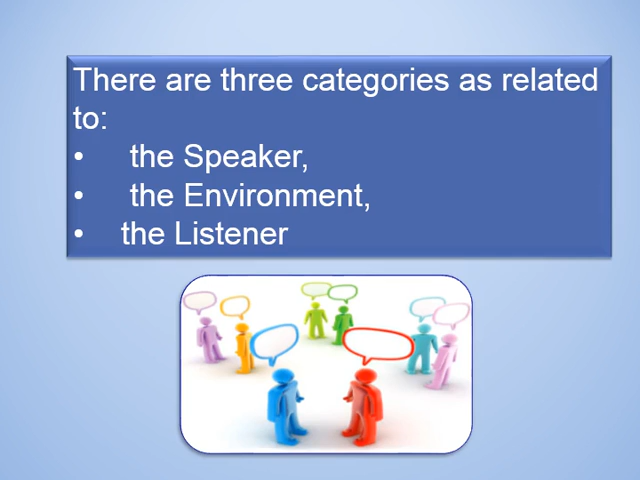 There are three categories as related
to:
• the Speaker,
• the Environment,
• the Listener